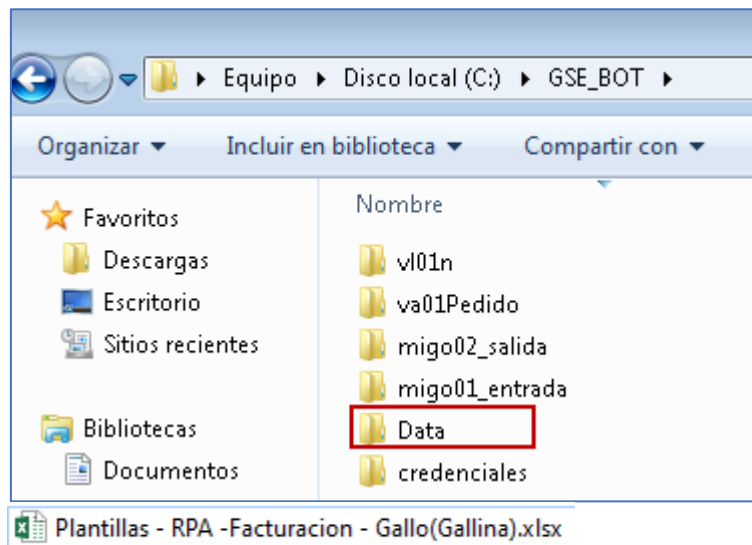 Equipo ▸ Disco local (C:) ▸ GSE_BOT ▸
Organizar Incluir en biblioteca Compartir con
Favoritos
Descargas
Escritorio
Sitios recientes
Bibliotecas
Documentos
Nombre
vl01n
va01Pedido
migo02_salida
migo01_entrada
Data
credenciales
Plantillas - RPA -Facturacion - Gallo(Gallina).xlsx